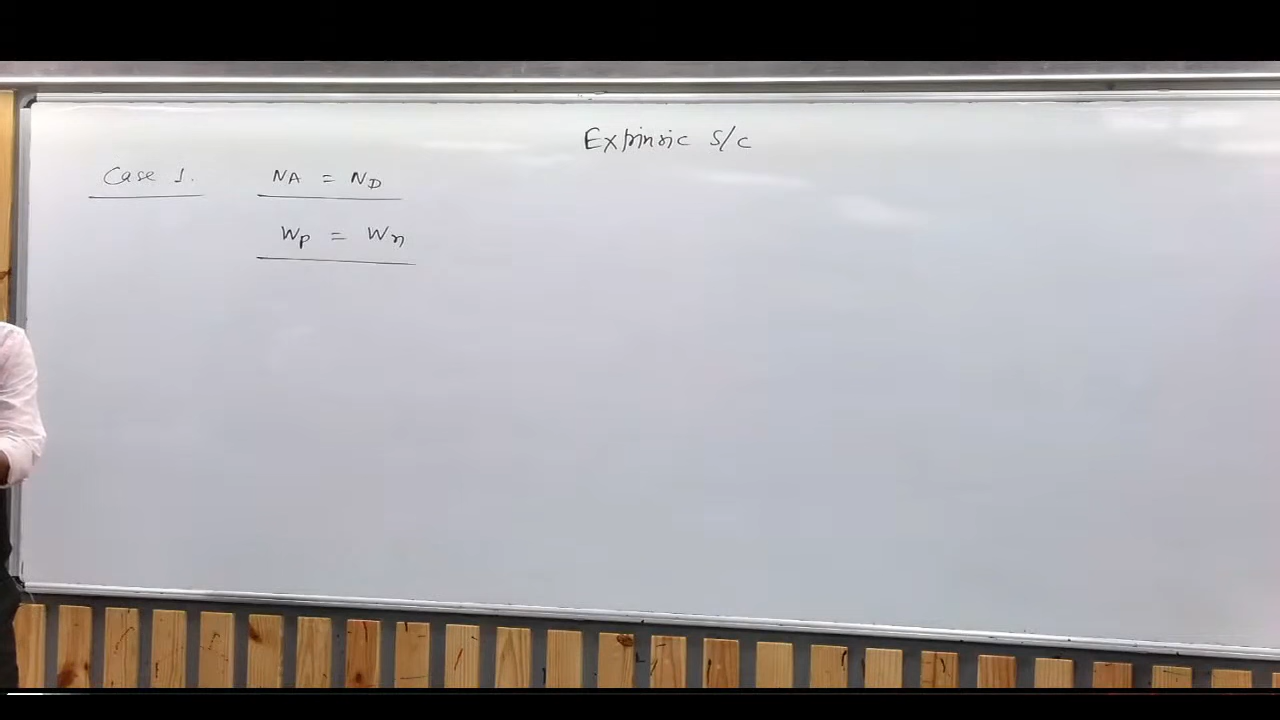 Extrinsic S/C
Case 1. NA = ND
Wp = Wn